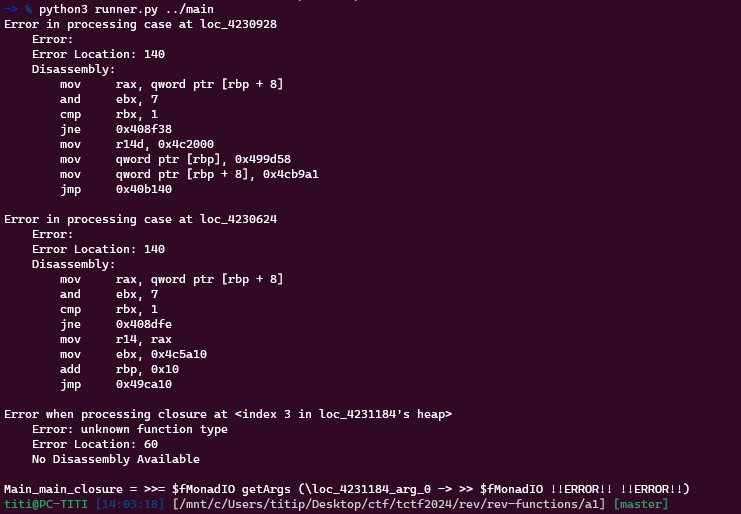 -> % python3 runner.py ../main
Error in processing case at loc_4230928
    Error:
    Error Location: 140
    Disassembly:
        mov     rax, qword ptr [rbp + 8]
        and     ebx, 7
        cmp     rbx, 1
        jne     0x408f38
        mov     r14d, 0x4c2000
        mov     qword ptr [rbp], 0x499d58
        mov     qword ptr [rbp + 8], 0x4cb9a1
        jmp     0x40b140

Error in processing case at loc_4230624
    Error:
    Error Location: 140
    Disassembly:
        mov     rax, qword ptr [rbp + 8]
        and     ebx, 7
        cmp     rbx, 1
        jne     0x408dfe
        mov     r14, rax
        mov     ebx, 0x4c5a10
        add     rbp, 0x10
        jmp     0x49ca10

Error when processing closure at <index 3 in loc_4231184's heap>
    Error: unknown function type
    Error Location: 60
    No Disassembly Available

Main_main_closure = >>= $fMonadIO getArgs (\loc_4231184_arg_0 -> >> $fMonadIO !!ERROR!! !!ERROR!!)
titi@PC-TITI [14:03:18] [/mnt/c/Users/titip/Desktop/ctf/tctf2024/rev/rev-functions/a1] [master]